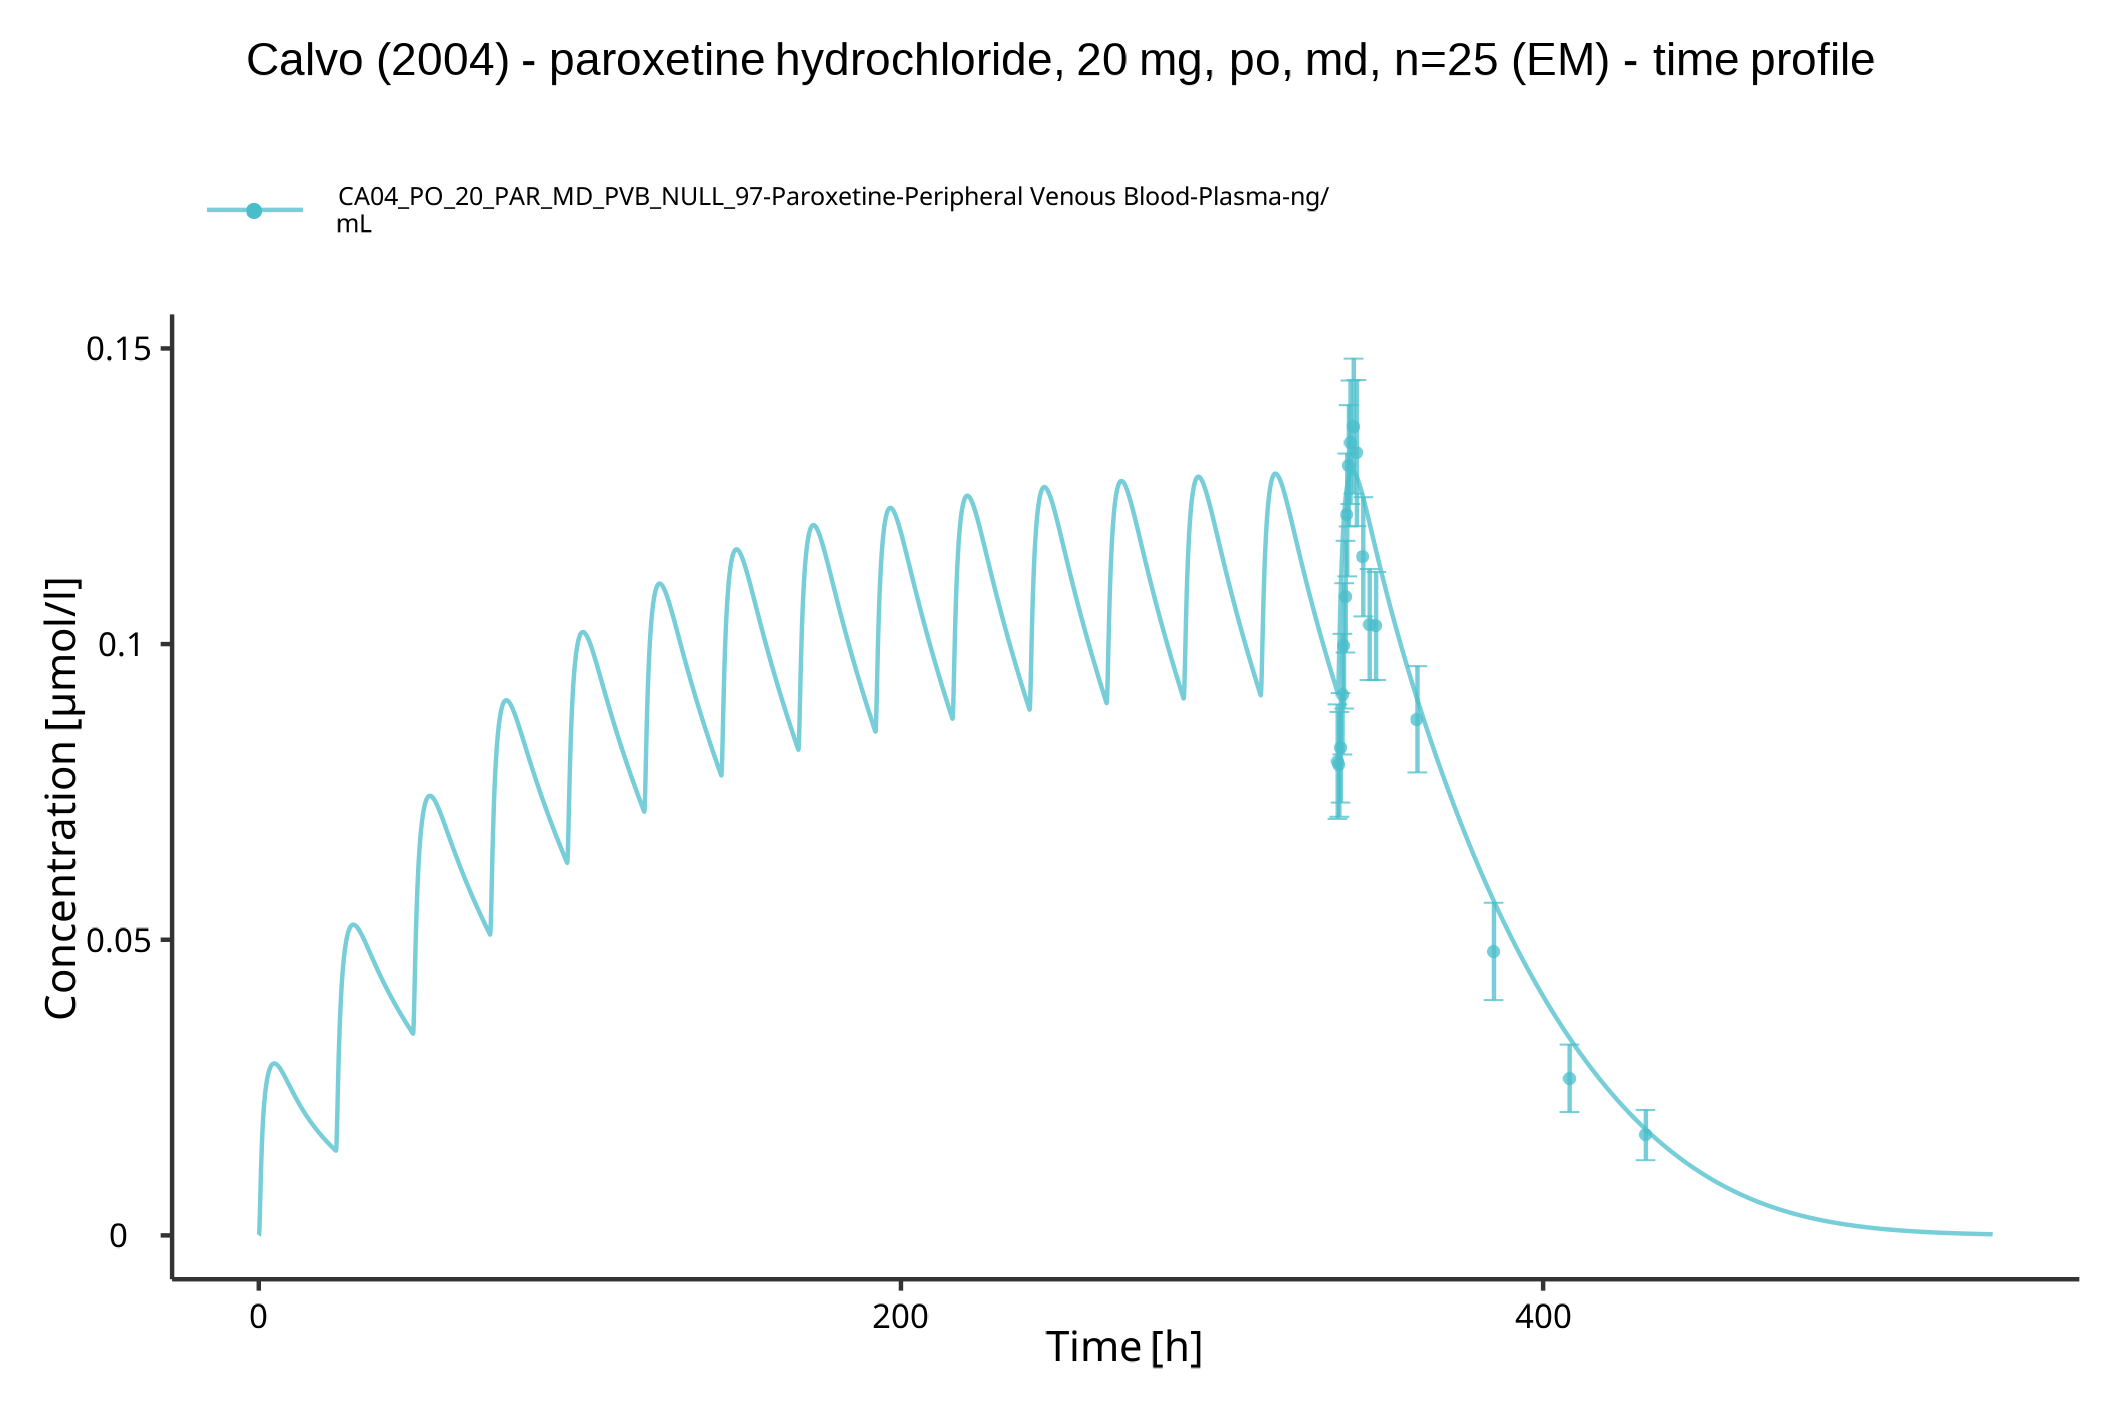 Calvo (2004) - paroxetine hydrochloride, 20 mg, po, md, n=25 (EM) - time profile
CA04_PO_20_PAR_MD_PVB_NULL_97-Paroxetine-Peripheral Venous Blood-Plasma-ng/
mL
Concentration [µmol/l]
0.15
0.1
0.05
0
0
200
400
Time [h]